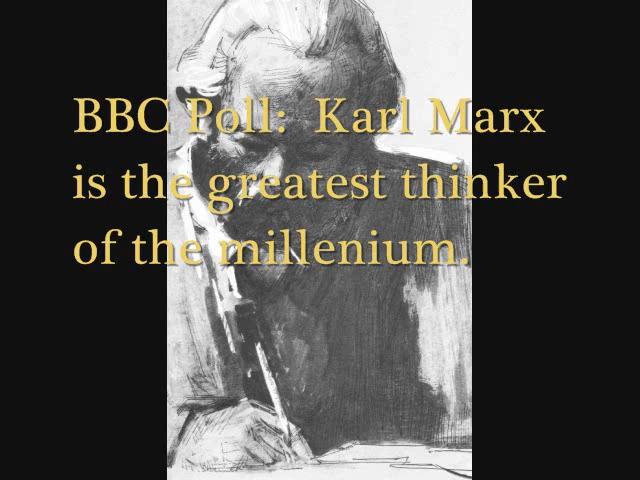 BBC Poll: Karl Marx
is the greatest thinker
of the millenium.